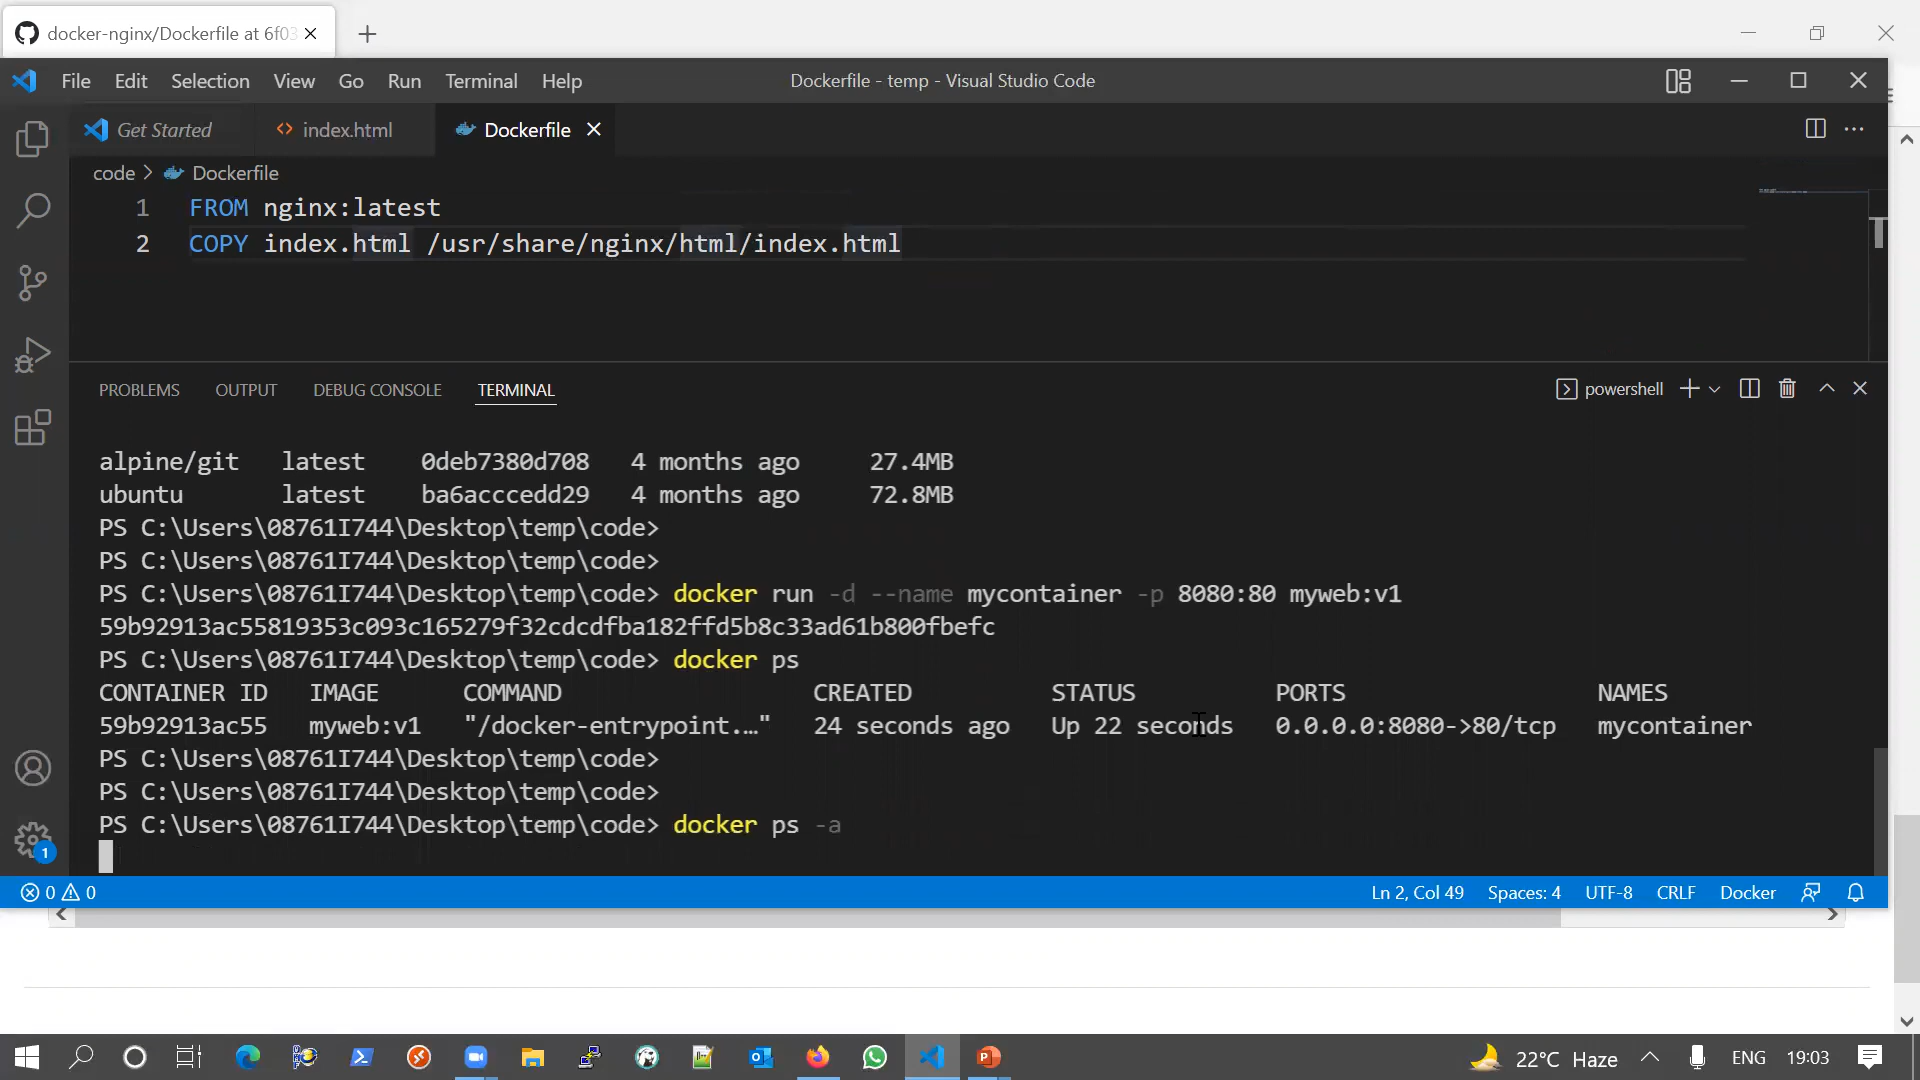 docker-nginx/Dockerfile at 6f03
File Edit Selection View Go Run Terminal Help
Dockerfile - temp - Visual Studio Code
Get Started
index.html
Dockerfile
code > Dockerfile
1 FROM nginx:latest
2 COPY index.html /usr/share/nginx/html/index.html
PROBLEMS OUTPUT DEBUG CONSOLE TERMINAL
powershell
alpine/git latest 0deb7380d708 4 months ago 27.4MB
ubuntu latest ba6acccedd29 4 months ago 72.8MB
PS C:\Users\08761I744\Desktop\temp\code>
PS C:\Users\08761I744\Desktop\temp\code>
PS C:\Users\08761I744\Desktop\temp\code> docker run -d --name mycontainer -p 8080:80 myweb:v1
59b92913ac55819353c093c165279f32cdcdfba182ffd5b8c33ad61b800fbefc
PS C:\Users\08761I744\Desktop\temp\code> docker ps
CONTAINER ID IMAGE COMMAND CREATED STATUS PORTS NAMES
59b92913ac55 myweb:v1 "/docker-entrypoint.…" 24 seconds ago Up 22 seconds 0.0.0.0:8080->80/tcp mycontainer
PS C:\Users\08761I744\Desktop\temp\code>
PS C:\Users\08761I744\Desktop\temp\code>
PS C:\Users\08761I744\Desktop\temp\code> docker ps -a
1
0 0
Ln 2, Col 49 Spaces: 4 UTF-8 CRLF Docker
22°C Haze ENG 19:03